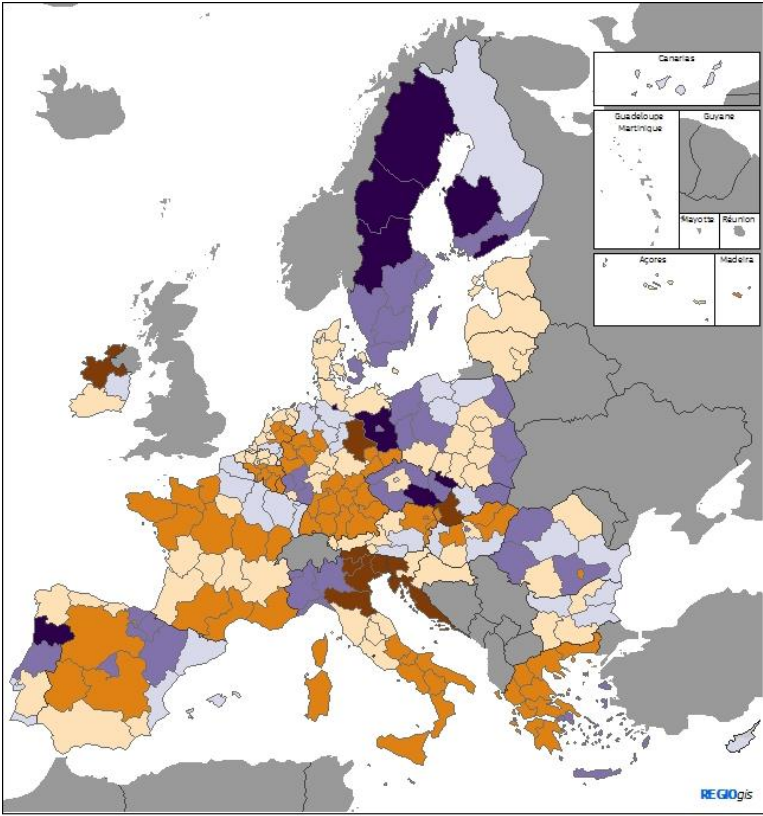 Canarias
Guadeloupe
Martinique
Guyane
Mayotte
Réunion
Açores
Madeira
REGIOgis